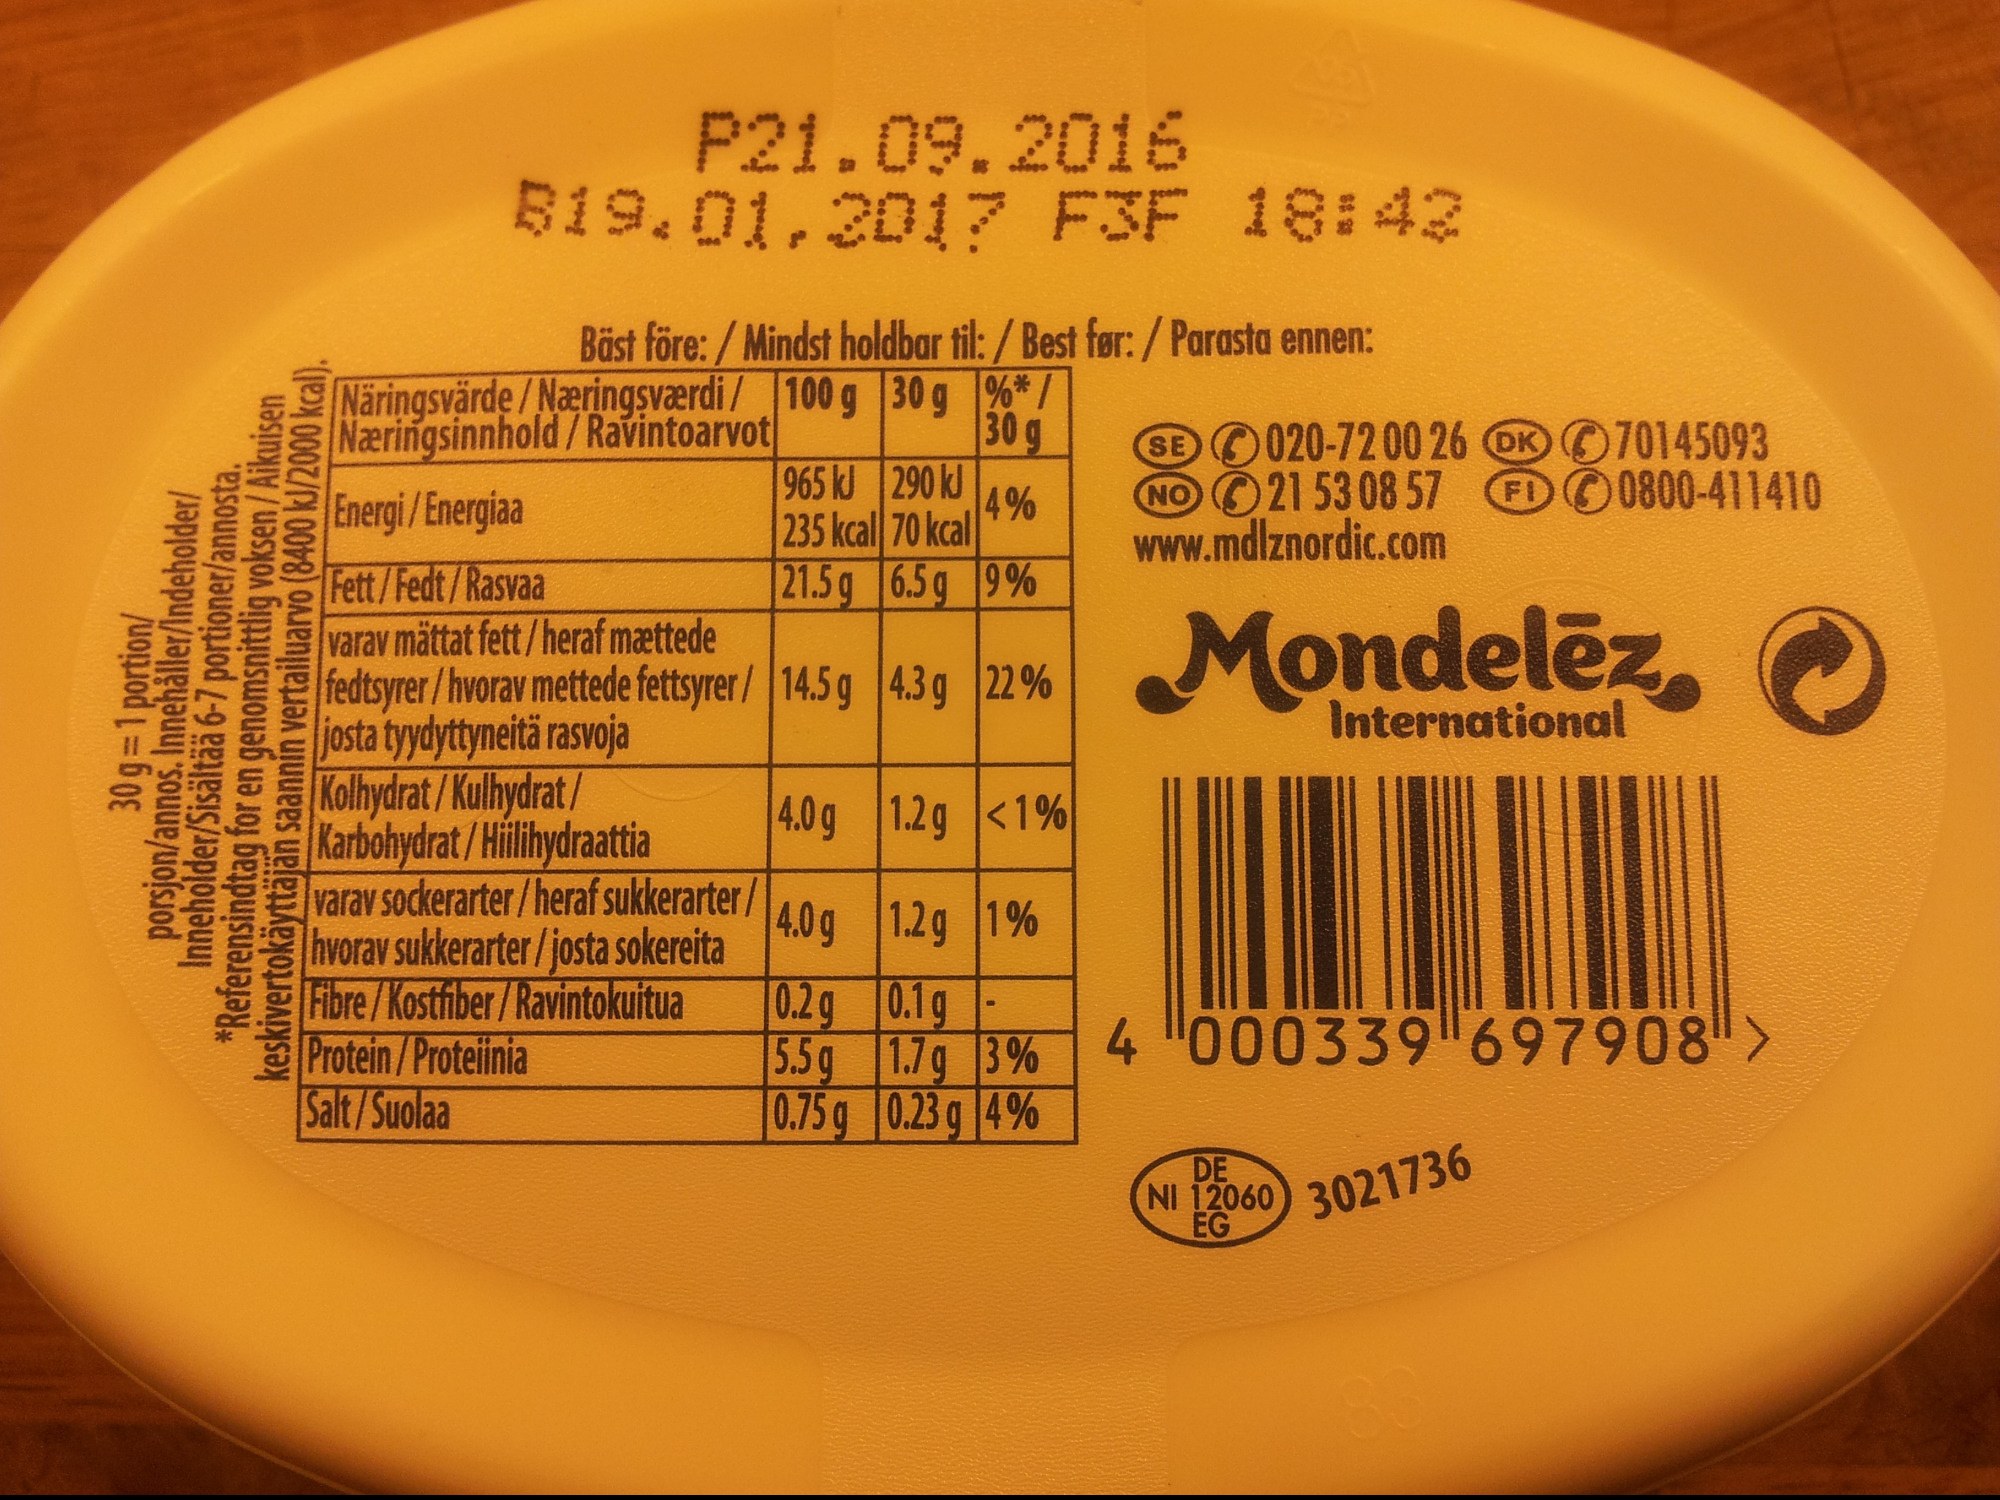 P21.09.2016
B19.01.2017 F3F 18:42
Bäst före: / Mindst holdbar til: / Best før: / Parasta ennen:
30 g = 1 portion/
porsjon/annos. Innehåller/Indeholder/
Inneholder/Sisältää 6-7 portioner/annosta.
*Referensindtag for en genomsnittlig voksen / Aikuisen
keskivertokäyttäjän saannin vertailuarvo (8400 kJ/2000 kcal).
Näringsvärde / Næringsværdi / 100 g 30 g %* /
Næringsinnhold / Ravintoarvot 30 g
Energi / Energiaa 965 kJ 290 kJ 4 %
235 kcal 70 kcal
Fett / Fedt / Rasvaa 21.5 g 6.5 g 9 %
varav mättat fett / heraf mættede
fedtsyrer / hvorav mettede fettsyrer / 14.5 g 4.3 g 22 %
josta tyydyttyneitä rasvoja
Kolhydrat / Kulhydrat /
Karbohydrat / Hiilihydraattia 4.0 g 1.2 g < 1 %
varav sockerarter / heraf sukkerarter /
hvorav sukkerarter / josta sokereita 4.0 g 1.2 g 1 %
Fibre / Kostfiber / Ravintokuitua 0.2 g 0.1 g -
Protein / Proteiinia 5.5 g 1.7 g 3 %
Salt / Suolaa 0.75 g 0.23 g 4 %
SE 020-72 00 26 DK 70145093
NO 21 53 08 57 FI 0800-411410
www.mdlznordic.com
Mondelēz
International
4 000339 697908 >
DE
NI 12060
EG
3021736
86